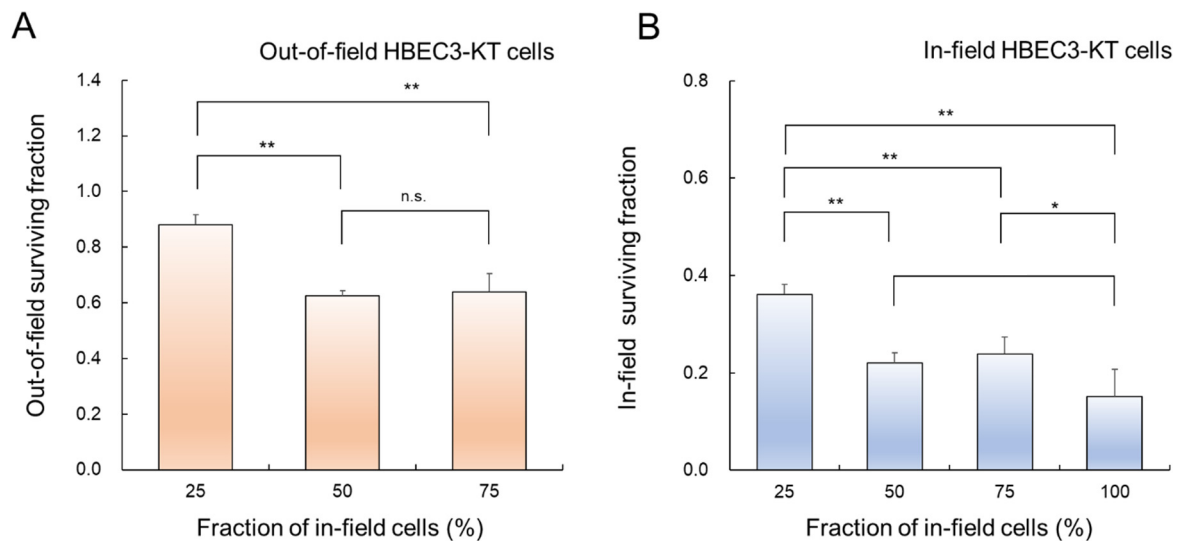 A
Out-of-field HBEC3-KT cells
Out-of-field surviving fraction
1.4
1.2
1.0
0.8
0.6
0.4
0.2
0.0
**
**
n.s.
25 50 75
Fraction of in-field cells (%)
B
In-field HBEC3-KT cells
In-field surviving fraction
0.8
0.6
0.4
0.2
0.0
**
**
**
*
25 50 75 100
Fraction of in-field cells (%)